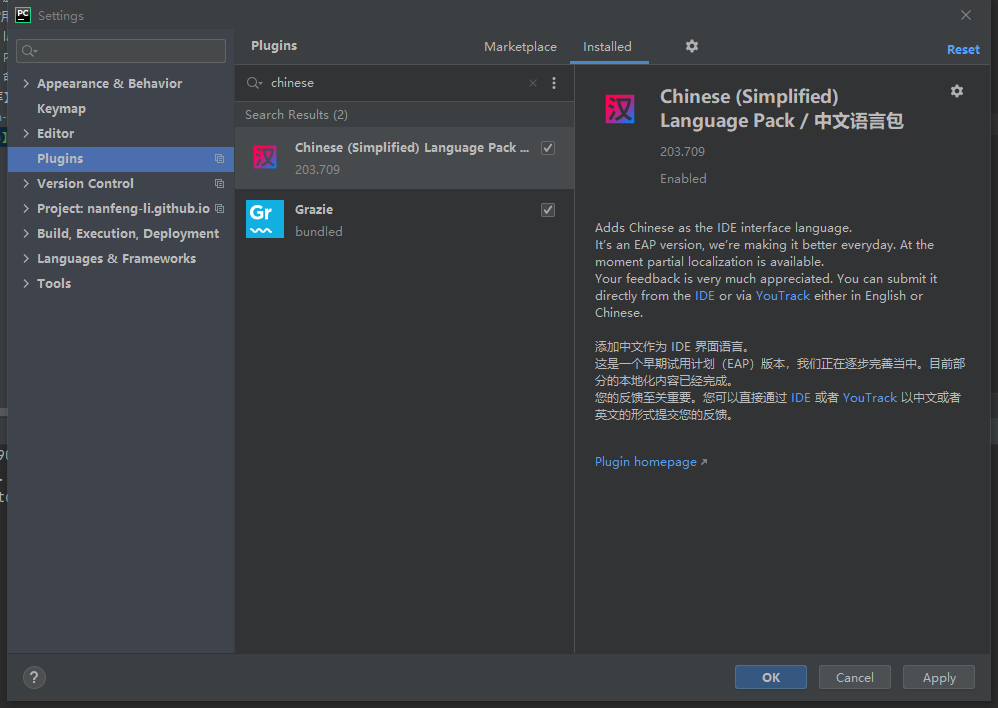 PC
Settings
Plugins
Marketplace
Installed
Reset
chinese
Search Results (2)
Appearance & Behavior
Keymap
Editor
Plugins
Version Control
Project: nanfeng-li.github.io
Build, Execution, Deployment
Languages & Frameworks
Tools
汉
Chinese (Simplified) Language Pack ...
203.709
Gr
Grazie
bundled
汉
Chinese (Simplified)
Language Pack / 中文语言包
203.709
Enabled
Adds Chinese as the IDE interface language.
It's an EAP version, we're making it better everyday. At the
moment partial localization is available.
Your feedback is very much appreciated. You can submit it
directly from the IDE or via YouTrack either in English or
Chinese.
添加中文作为 IDE 界面语言。
这是一个早期试用计划（EAP）版本，我们正在逐步完善当中。目前部
分的本地化内容已经完成。
您的反馈至关重要。您可以直接通过 IDE 或者 YouTrack 以中文或者
英文的形式提交您的反馈。
Plugin homepage
?
OK
Cancel
Apply